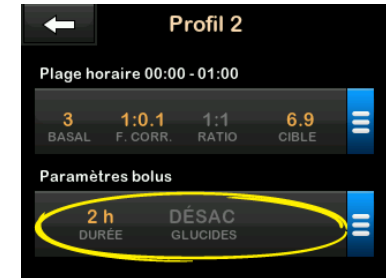 Profil 2
Plage horaire 00:00 - 01:00
3 1:0.1 1:1 6.9
BASAL F. CORR. RATIO CIBLE
Paramètres bolus
2 h DÉSAC
DURÉE GLUCIDES